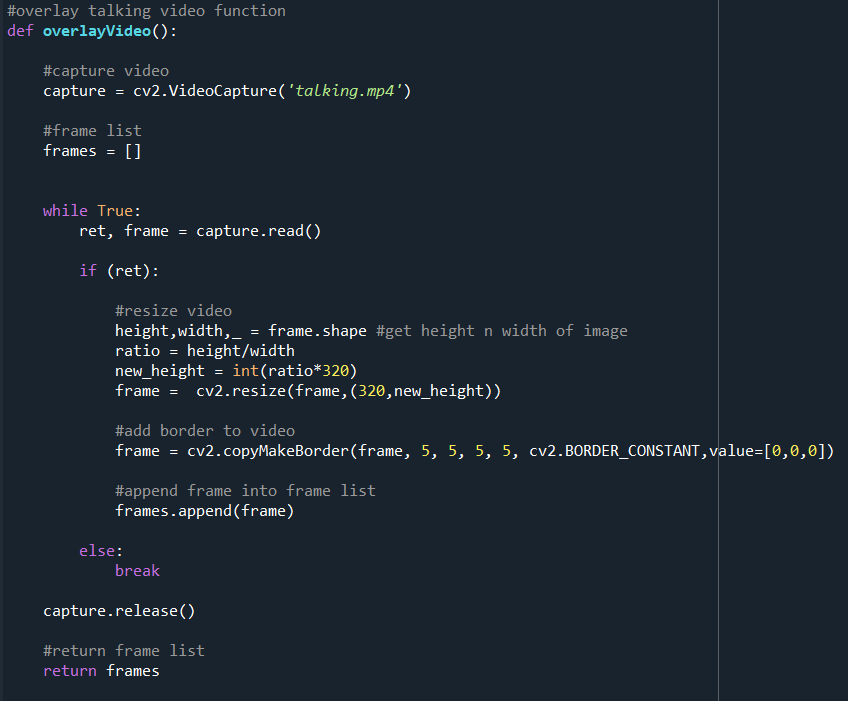 #overlay talking video function
def overlayVideo():
#capture video
capture = cv2.VideoCapture('talking.mp4')
#frame list
frames = []
while True:
ret, frame = capture.read()
if (ret):
#resize video
height,width,_ = frame.shape #get height n width of image
ratio = height/width
new_height = int(ratio*320)
frame =  cv2.resize(frame,(320,new_height))
#add border to video
frame = cv2.copyMakeBorder(frame, 5, 5, 5, 5, cv2.BORDER_CONSTANT,value=[0,0,0])
#append frame into frame list
frames.append(frame)
else:
break
capture.release()
#return frame list
return frames